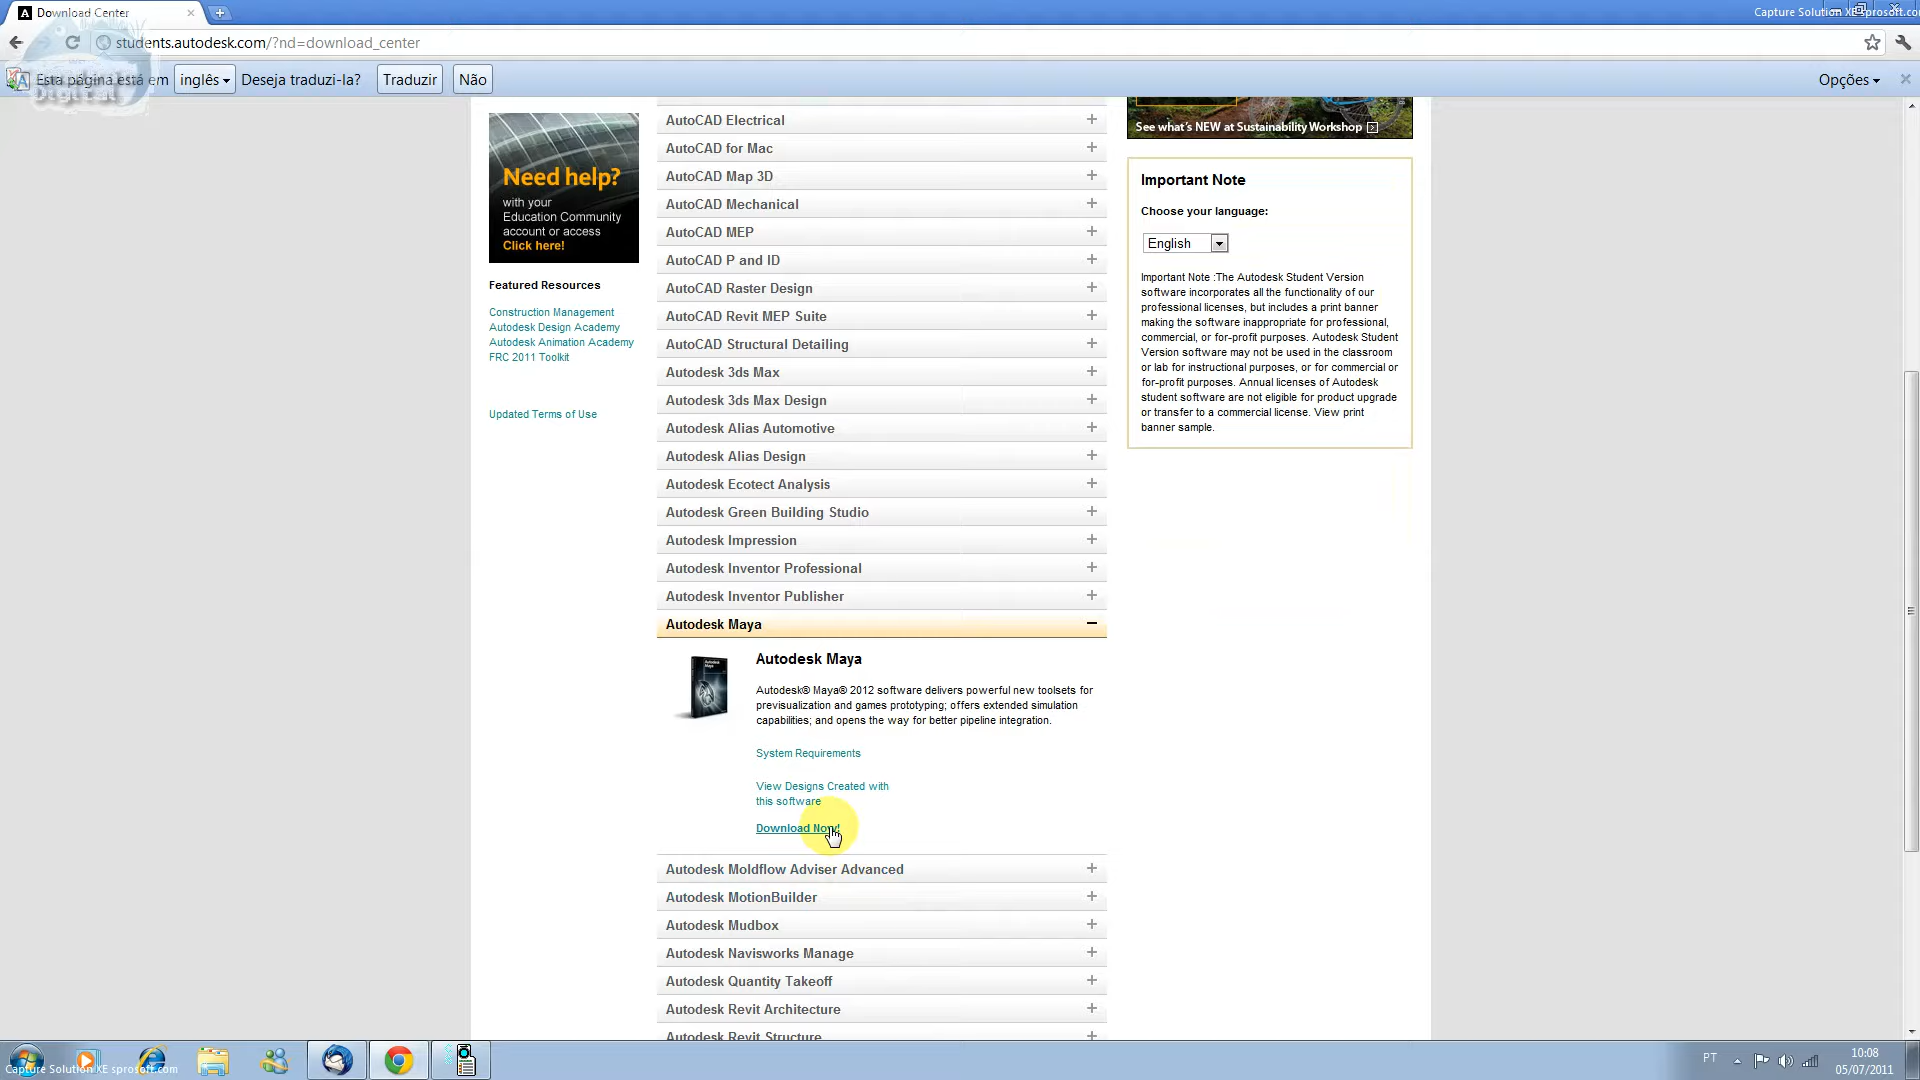 Download Center
Capture Solution XE sprosoft.co
students.autodesk.com/?nd=download_center
Esta página está em inglês Deseja traduzi-la? Traduzir Não Opções
Digital
Need help?
with your
Education Community
account or access
Click here!
Featured Resources
Construction Management
Autodesk Design Academy
Autodesk Animation Academy
FRC 2011 Toolkit
Updated Terms of Use
AutoCAD Electrical
AutoCAD for Mac
AutoCAD Map 3D
AutoCAD Mechanical
AutoCAD MEP
AutoCAD P and ID
AutoCAD Raster Design
AutoCAD Revit MEP Suite
AutoCAD Structural Detailing
Autodesk 3ds Max
Autodesk 3ds Max Design
Autodesk Alias Automotive
Autodesk Alias Design
Autodesk Ecotect Analysis
Autodesk Green Building Studio
Autodesk Impression
Autodesk Inventor Professional
Autodesk Inventor Publisher
Autodesk Maya
Autodesk Maya
Autodesk® Maya® 2012 software delivers powerful new toolsets for
previsualization and games prototyping; offers extended simulation
capabilities; and opens the way for better pipeline integration.
System Requirements
View Designs Created with
this software
Download Now!
Autodesk Moldflow Adviser Advanced
Autodesk MotionBuilder
Autodesk Mudbox
Autodesk Navisworks Manage
Autodesk Quantity Takeoff
Autodesk Revit Architecture
Autodesk Revit Structure
See what's NEW at Sustainability Workshop
Important Note
Choose your language:
English
Important Note :The Autodesk Student Version
software incorporates all the functionality of our
professional licenses, but includes a print banner
making the software inappropriate for professional,
commercial, or for-profit purposes. Autodesk Student
Version software may not be used in the classroom
or lab for instructional purposes, or for commercial or
for-profit purposes. Annual licenses of Autodesk
student software are not eligible for product upgrade
or transfer to a commercial license. View print
banner sample.
Capture Solution XE sprosoft.com
PT
10:08
05/07/2011